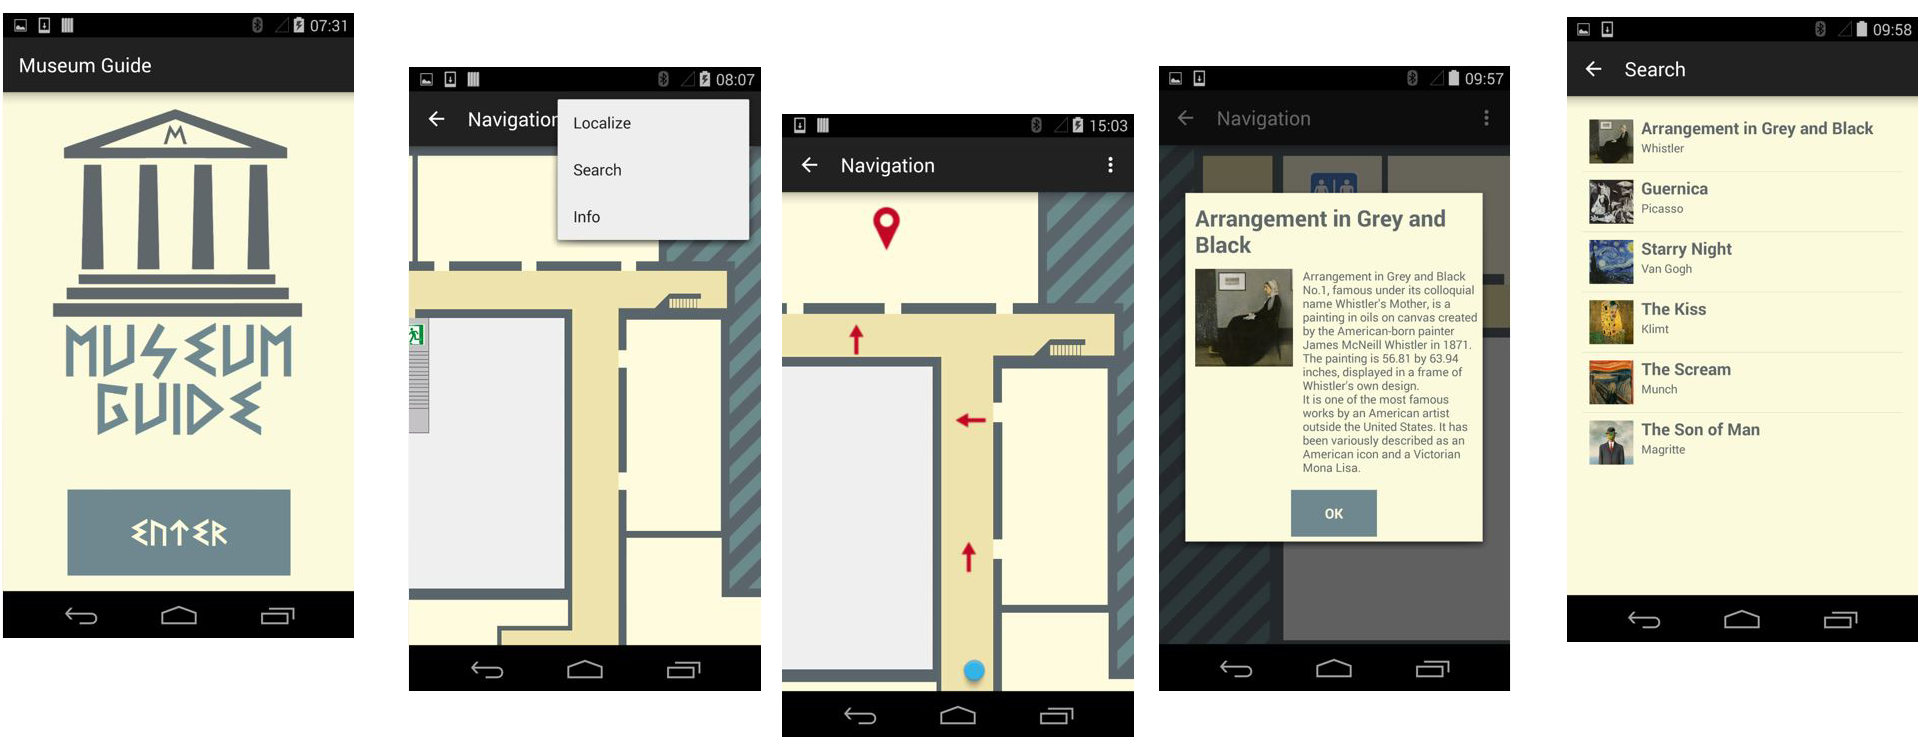 07:31
Museum Guide
M
MUSEUM
GUIDE
ENTER
08:07
Navigation
Localize
Search
Info
15:03
Navigation
09:57
Navigation
Arrangement in Grey and
Black
Arrangement in Grey and Black
No.1, famous under its colloquial
name Whistler's Mother, is a
painting in oils on canvas created
by the American-born painter
James McNeill Whistler in 1871.
The painting is 56.81 by 63.94
inches, displayed in a frame of
Whistler's own design.
It is one of the most famous
works by an American artist
outside the United States. It has
been variously described as an
American icon and a Victorian
Mona Lisa.
OK
09:58
Search
Arrangement in Grey and Black
Whistler
Guernica
Picasso
Starry Night
Van Gogh
The Kiss
Klimt
The Scream
Munch
The Son of Man
Magritte